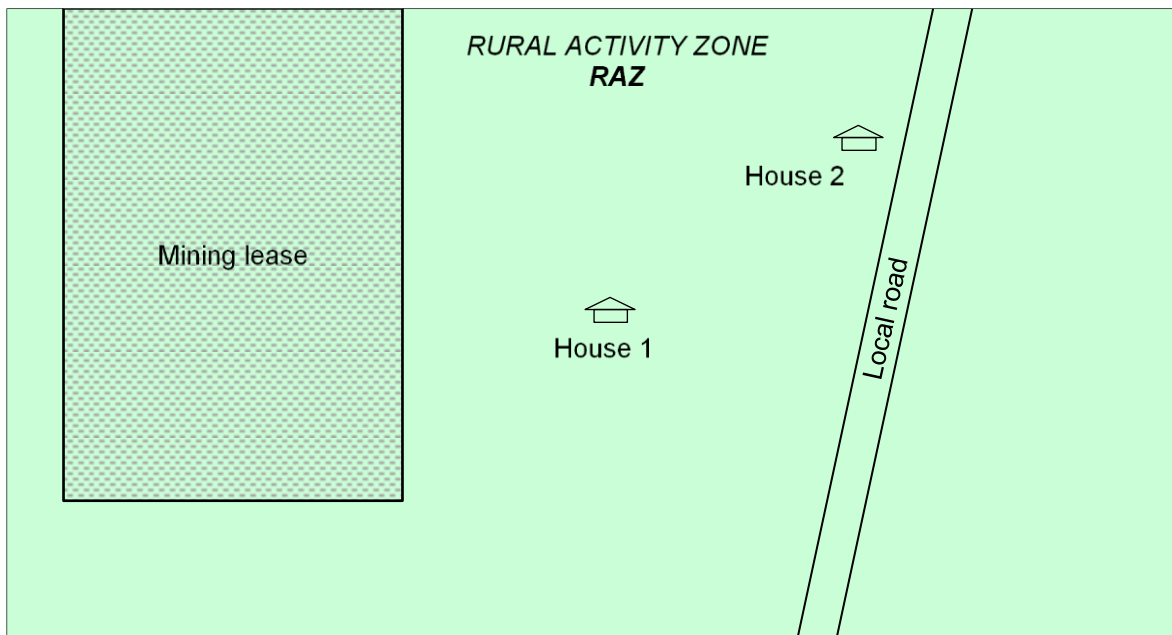 RURAL ACTIVITY ZONE
RAZ
House 2
Mining lease
Local road
House 1